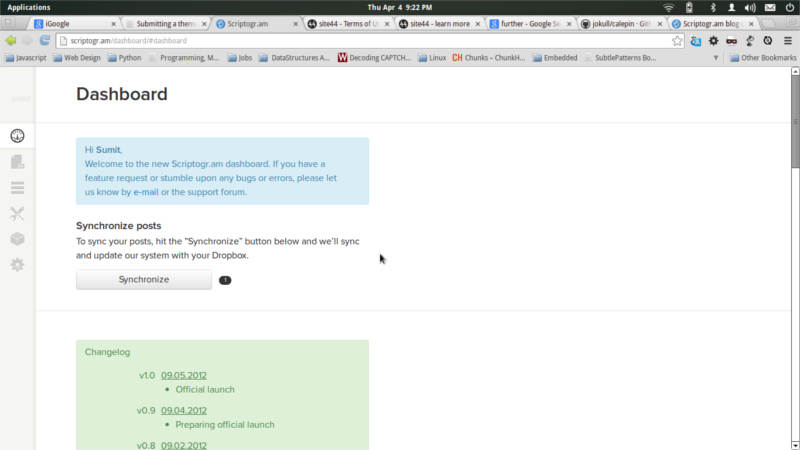 Applications
Thu Apr 4 9:22 PM
iGoogle
Submitting a them
Scriptogr.am
site44 - Terms of Us
site44 - learn more
further - Google Se
jokull/calepin · GitH
Scriptogr.am blog
scriptogr.am/dashboard/#dashboard
Javascript
Web Design
Python
Programming, M...
Jobs
DataStructures A...
Decoding CAPTCH...
Linux
CH Chunks – ChunkH...
Embedded
SubtlePatterns Bo...
Other Bookmarks
Dashboard
Hi Sumit,
Welcome to the new Scriptogr.am dashboard. If you have a
feature request or stumble upon any bugs or errors, please let
us know by e-mail or the support forum.
Synchronize posts
To sync your posts, hit the "Synchronize" button below and we'll sync
and update our system with your Dropbox.
Synchronize
Changelog
v1.0 09.05.2012
• Official launch
v0.9 09.04.2012
• Preparing official launch
v0.8 09.02.2012